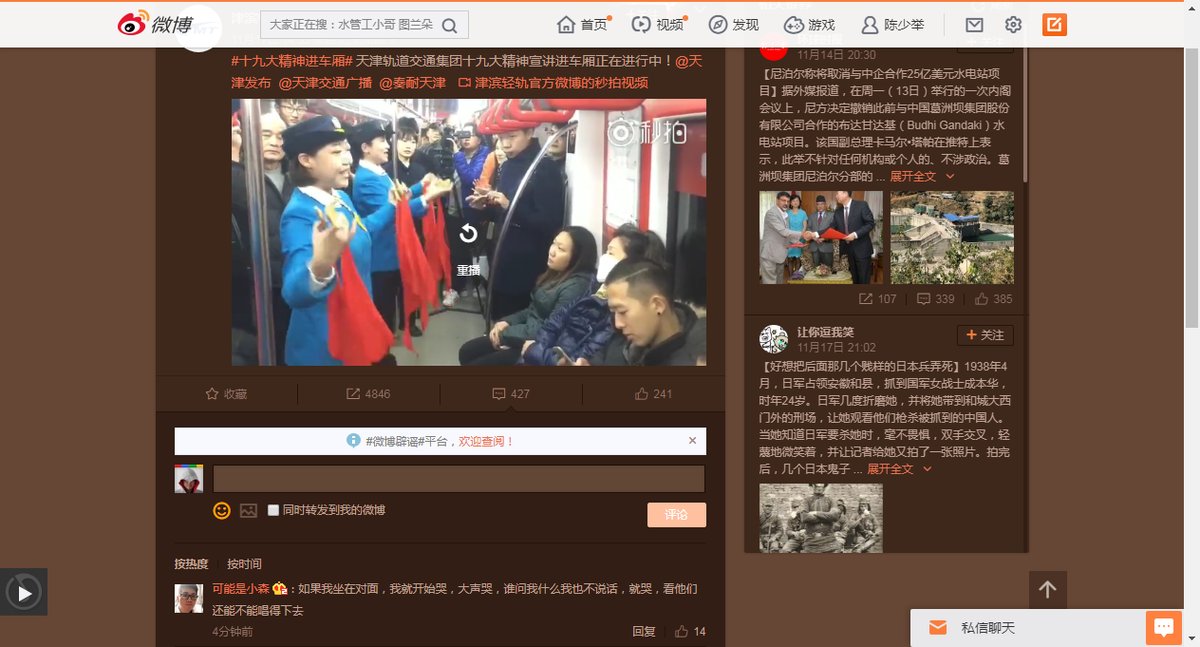 微博
大家正在搜：水管工小哥 图兰朵
首页
视频
发现
游戏
陈少举
#十九大精神进车厢# 天津轨道交通集团十九大精神宣讲进车厢正在进行中！@天
津发布 @天津交通广播 @秦耐天津 津滨轻轨官方微博的秒拍视频
秒拍
重播
收藏
4846
427
241
#微博辟谣#平台，欢迎查阅！
×
同时转发到我的微博
评论
按热度
按时间
可能是小森：如果我坐在对面，我就开始哭，大声哭，谁问我什么我也不说话，就哭，看他们
还能不能唱得下去
4分钟前
回复
14
11月14日 20:30
【尼泊尔称将取消与中企合作25亿美元水电站项
目】据外媒报道，在周一（13日）举行的一次内阁
会议上，尼方决定撤销此前与中国葛洲坝集团股份
有限公司合作的布达甘达基（Budhi Gandaki）水
电站项目。该国副总理卡马尔•塔帕在推特上表
示，此举不针对任何机构或个人的、不涉政治。葛
洲坝集团尼泊尔分部的 ... 展开全文
107
339
385
让你逗我笑
+ 关注
11月17日 21:02
【好想把后面那几个贱样的日本兵弄死】1938年4
月，日军占领安徽和县，抓到国军女战士成本华，
时年24岁。日军几度折磨她，并将她带到和城大西
门外的刑场，让她观看他们枪杀被抓到的中国人。
当她知道日军要杀她时，毫不畏惧，双手交叉，轻
蔑地微笑着，并让记者给她又拍了一张照片。拍完
后，几个日本鬼子 ... 展开全文
私信聊天